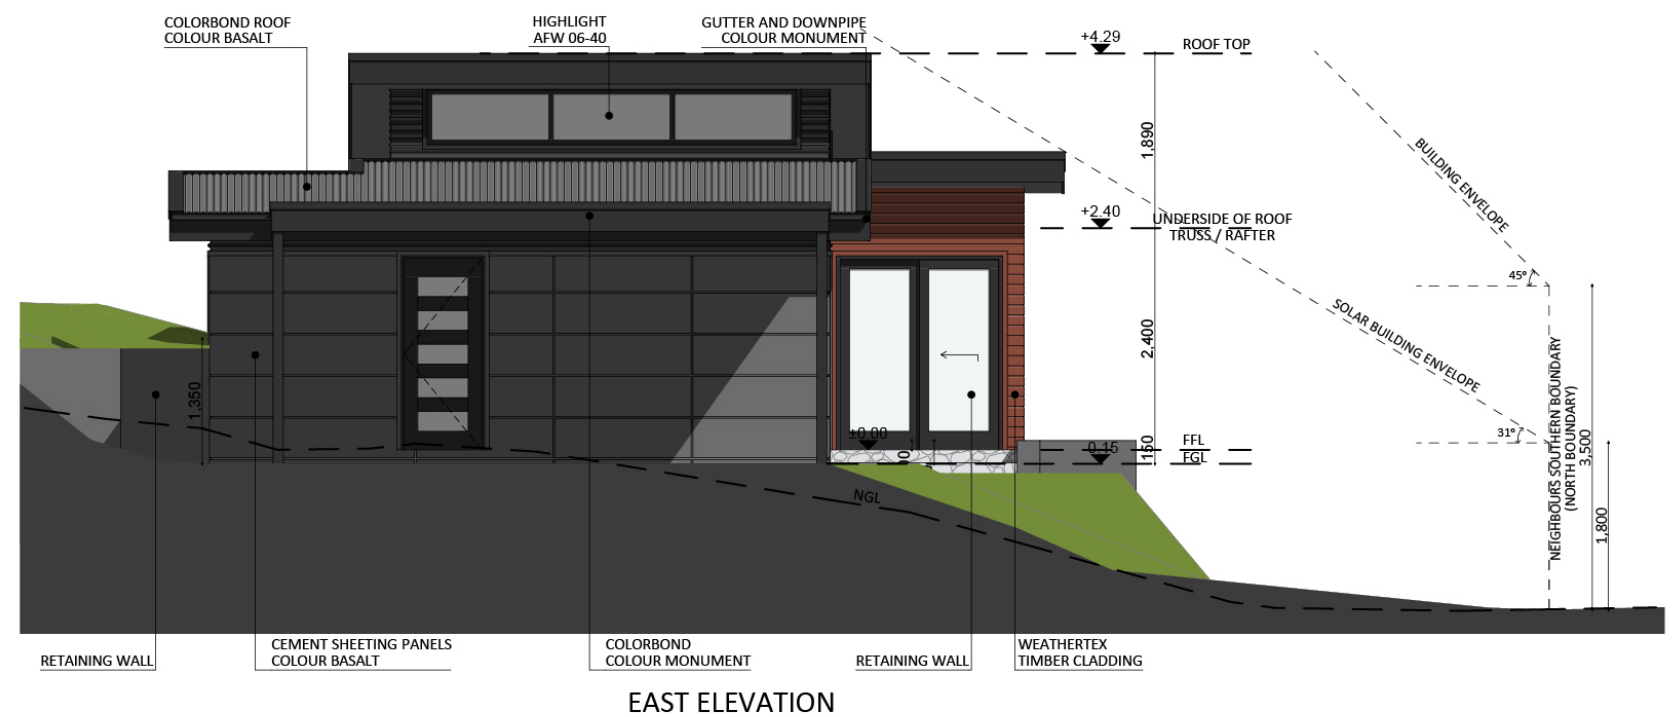 COLORBOND ROOF
COLOUR BASALT
HIGHLIGHT
AFW 06-40
GUTTER AND DOWNPIPE
COLOUR MONUMENT
+4.29
ROOF TOP
1,890
BUILDING ENVELOPE
+2.40
UNDERSIDE OF ROOF
TRUSS / RAFTER
45°
SOLAR BUILDING ENVELOPE
2,400
1,350
31°
NEIGHBOURS SOUTHERN BOUNDARY
(NORTH BOUNDARY)
3,500
1,800
±0.00
FFL
-0.15
150
FGL
NGL
RETAINING WALL
CEMENT SHEETING PANELS
COLOUR BASALT
COLORBOND
COLOUR MONUMENT
RETAINING WALL
WEATHERTEX
TIMBER CLADDING
EAST ELEVATION